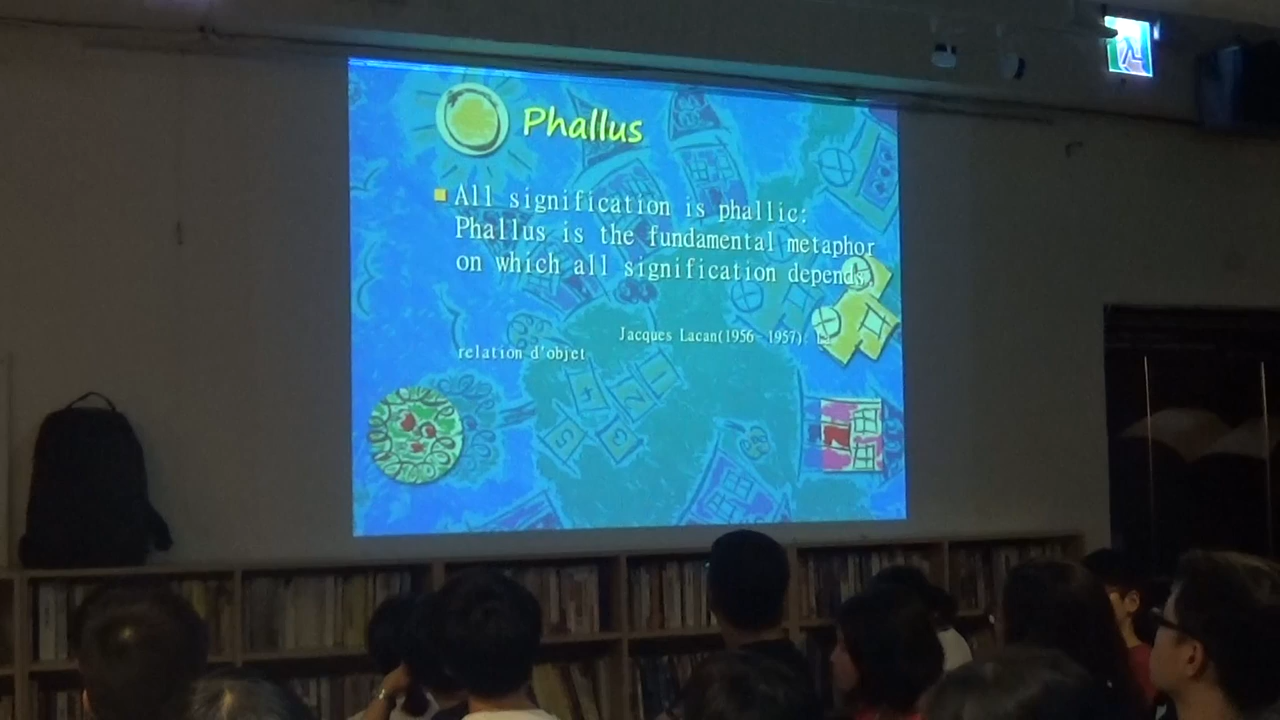 Phallus
All signification is phallic:
Phallus is the fundamental metaphor
on which all signification depends.
Jacques Lacan(1956-1957): La
relation d'objet